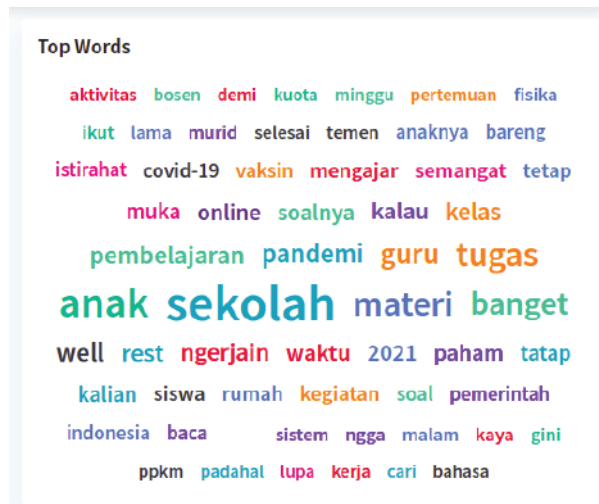 Top Words
aktivitas bosen demi kuota minggu pertemuan fisika
ikut lama murid selesai temen anaknya bareng
istirahat covid-19 vaksin mengajar semangat tetap
muka online soalnya kalau kelas
pembelajaran pandemi guru tugas
anak sekolah materi banget
well rest ngerjain waktu 2021 paham tatap
kalian siswa rumah kegiatan soal pemerintah
indonesia baca sistem ngga malam kaya gini
ppkm padahal lupa kerja cari bahasa